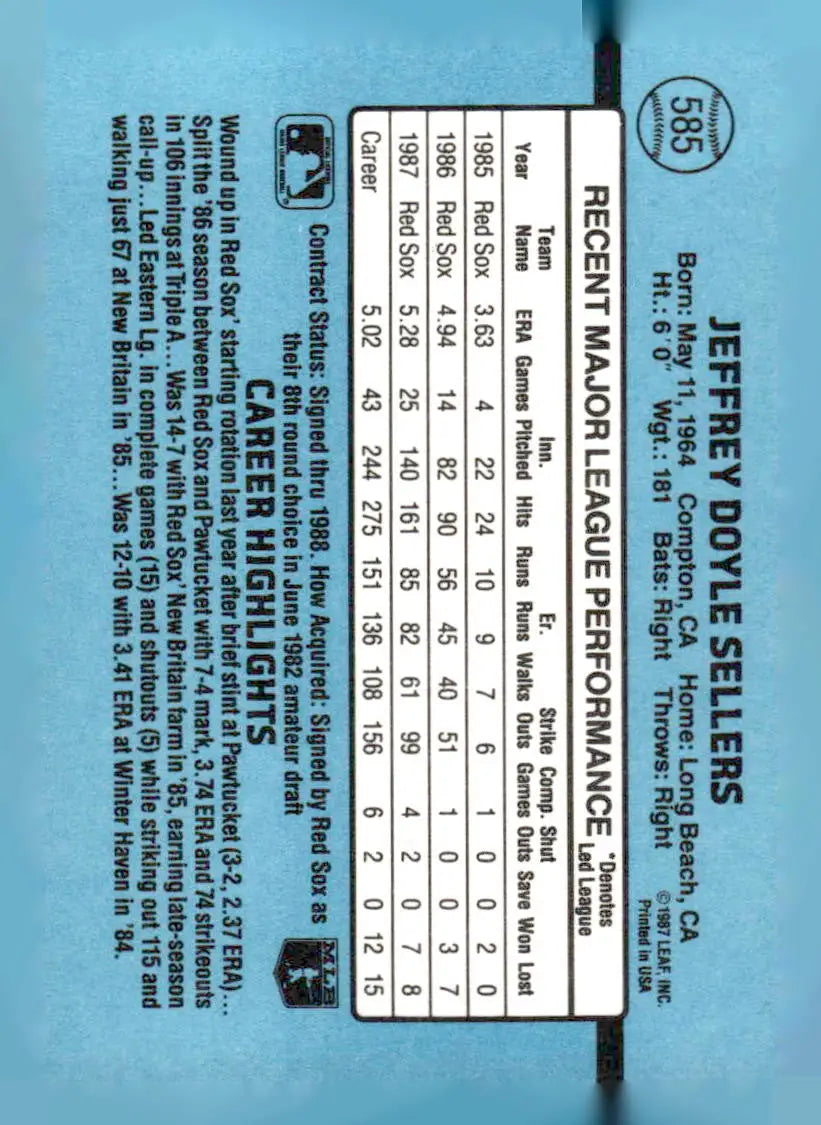 585
JEFFREY DOYLE SELLERS
Born: May 11, 1964 Compton, CA Home: Long Beach, CA
Ht.: 6'0" Wgt.: 181 Bats: Right Throws: Right
© 1987 LEAF, INC.
Printed in USA
RECENT MAJOR LEAGUE PERFORMANCE *Denotes Led League
Year Team Name ERA Games Inn. Pitched Hits Runs Er. Runs Walks Strike Outs Comp. Games Shut Outs Save Won Lost
1985 Red Sox 3.63 4 22 24 10 9 7 6 1 0 0 2 0
1986 Red Sox 4.94 14 82 90 56 45 40 51 1 0 0 3 7
1987 Red Sox 5.28 25 140 161 85 82 61 99 4 2 0 7 8
Career 5.02 43 244 275 151 136 108 156 6 2 0 12 15
Contract Status: Signed thru 1988. How Acquired: Signed by Red Sox as
their 8th round choice in June 1982 amateur draft
MLB
CAREER HIGHLIGHTS
Wound up in Red Sox' starting rotation last year after brief stint at Pawtucket (3-2, 2.37 ERA)...
Split the '86 season between Red Sox and Pawtucket with 7-4 mark, 3.74 ERA and 74 strikeouts
in 106 innings at Triple A... Was 14-7 with Red Sox' New Britain farm in '85, earning late-season
call-up... Led Eastern Lg. in complete games (15) and shutouts (5) while striking out 115 and
walking just 67 at New Britain in '85... Was 12-10 with 3.41 ERA at Winter Haven in '84.